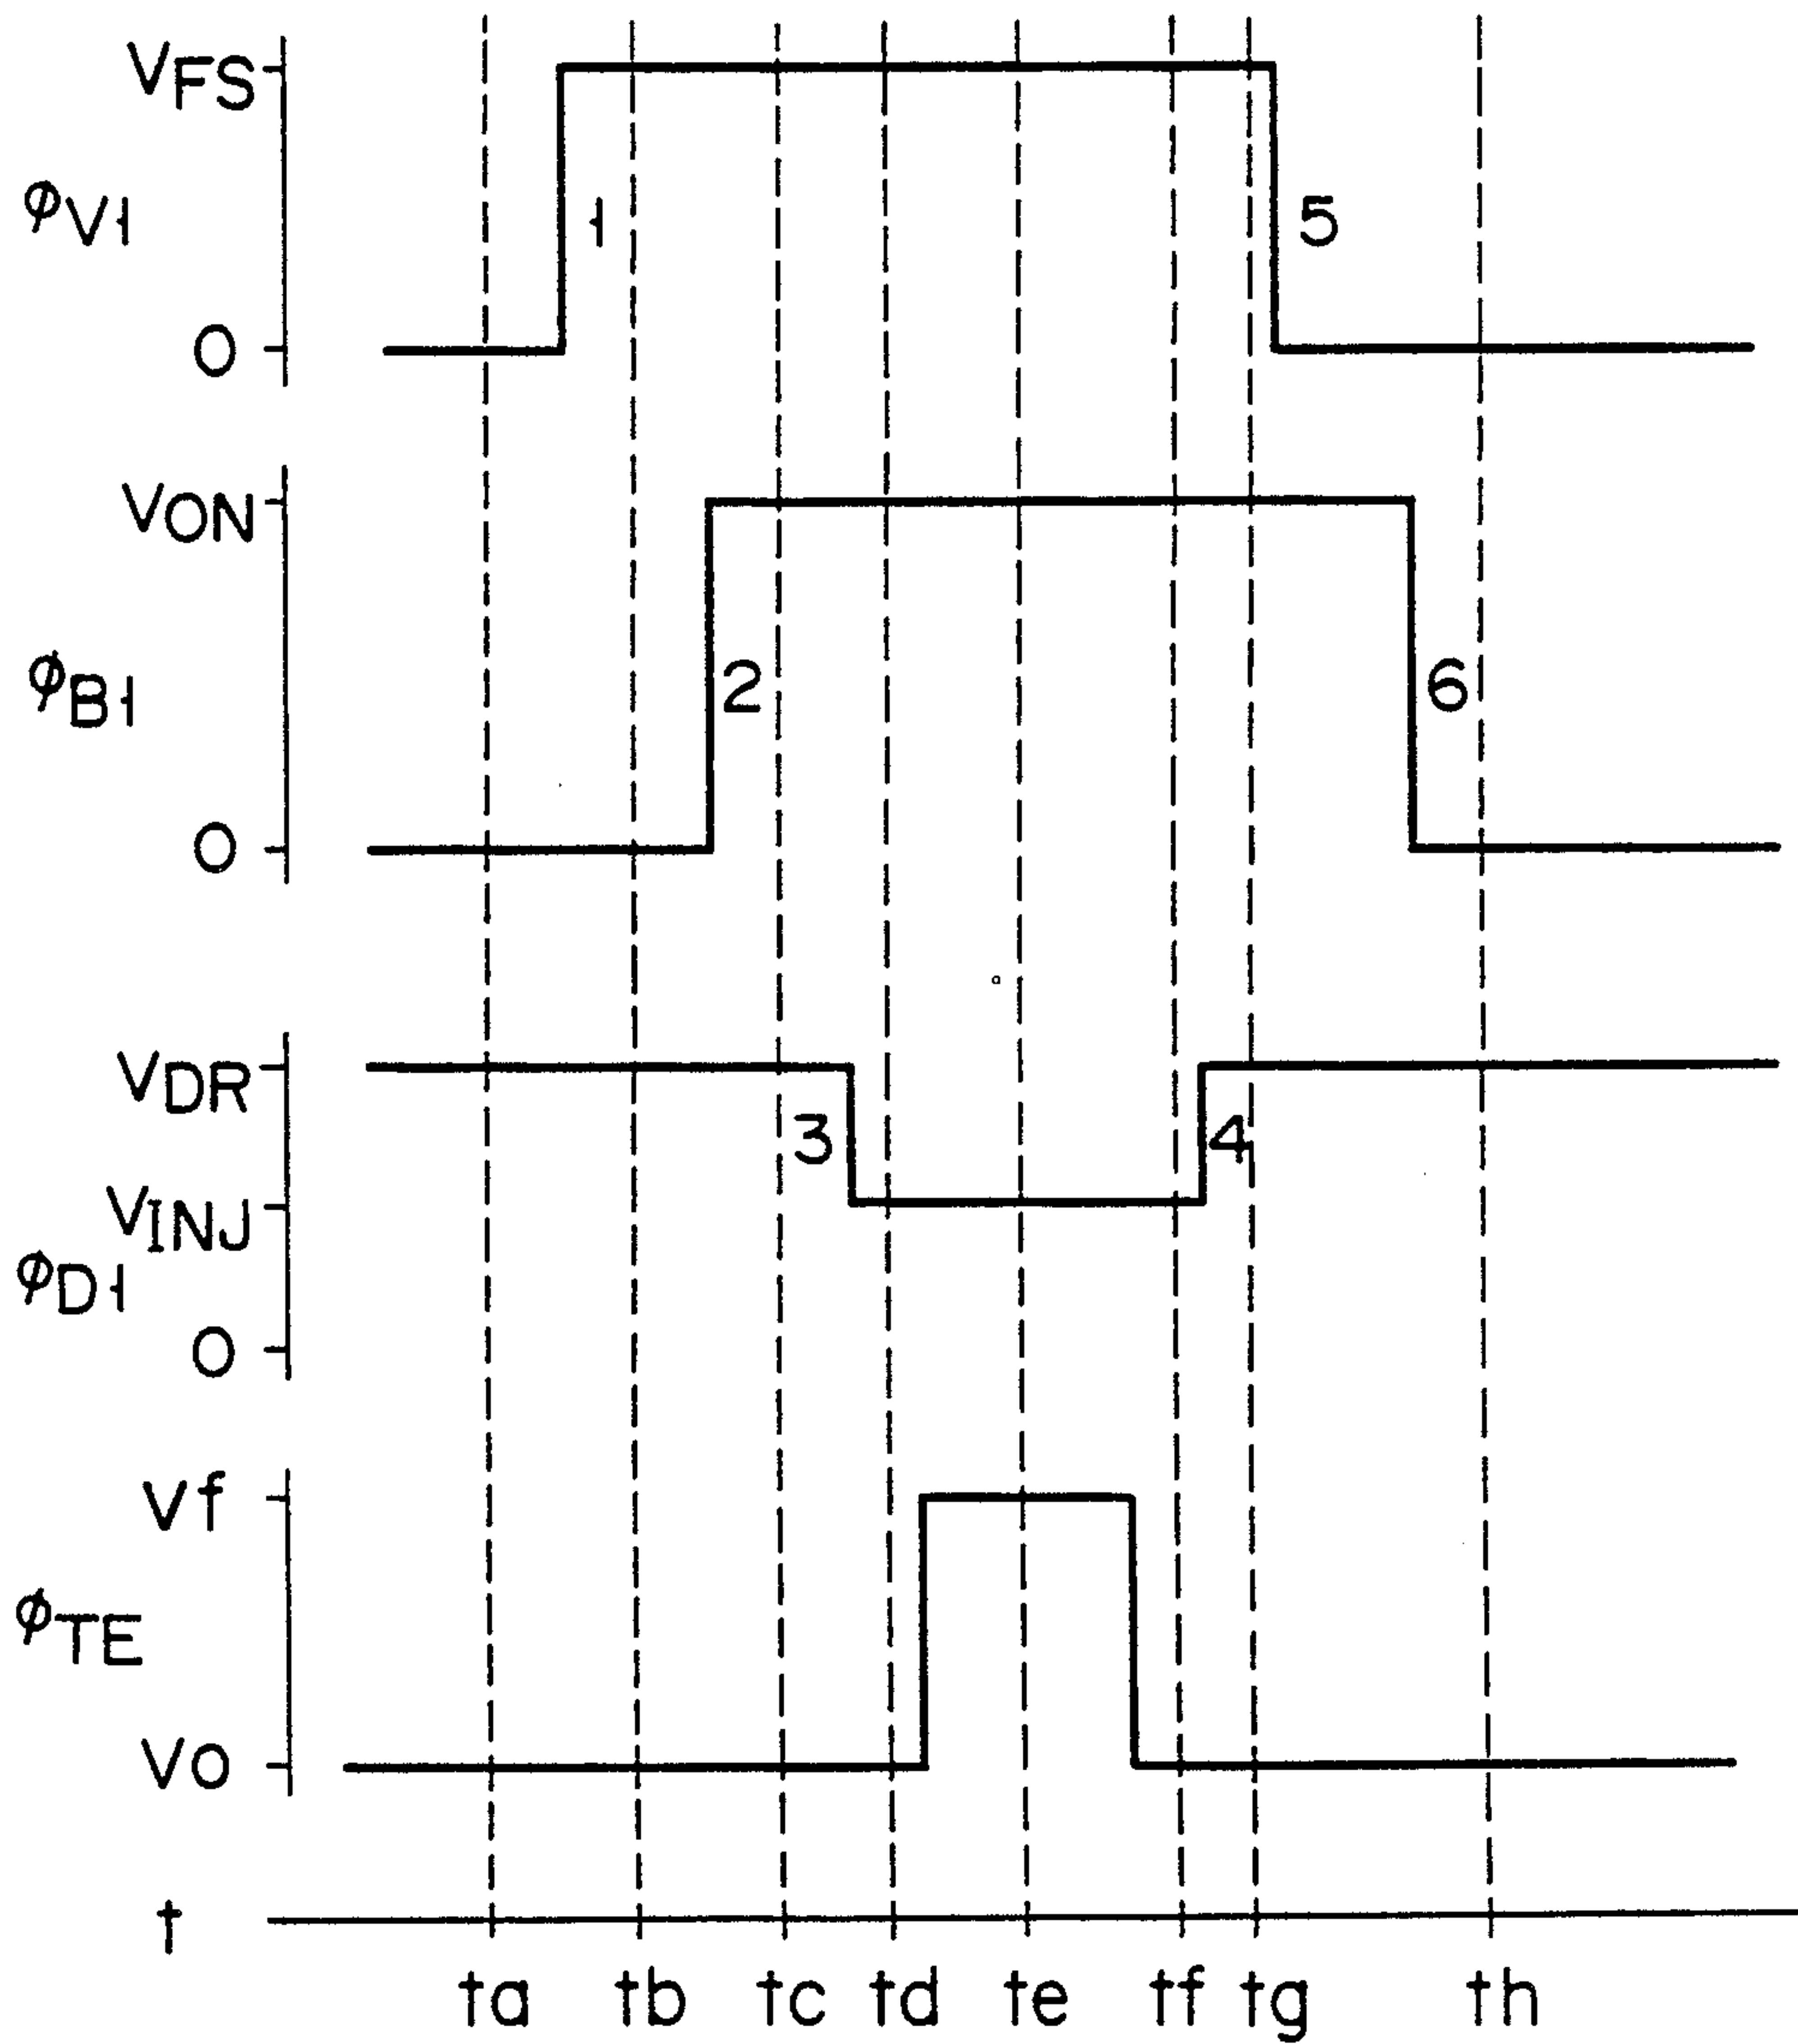 VFS
φV1
1
5
0
VON
φB1
2
6
0
VDR
3
4
VINJ
φD1
0
Vf
φTE
V0
t
ta tb tc td te tf tg th